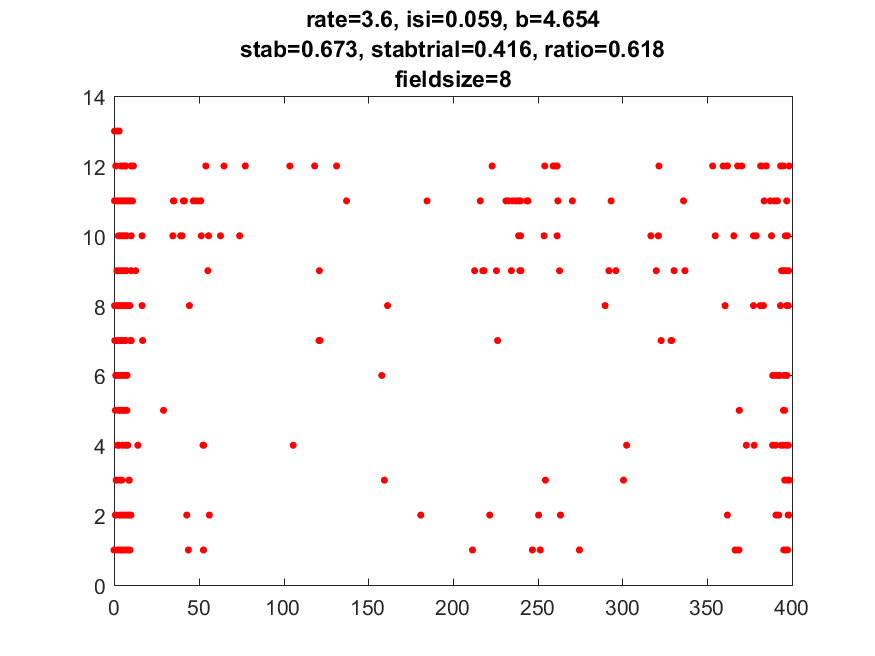 rate=3.6, isi=0.059, b=4.654
stab=0.673, stabtrial=0.416, ratio=0.618
fieldsize=8
14
12
10
8
6
4
2
0
0 50 100 150 200 250 300 350 400